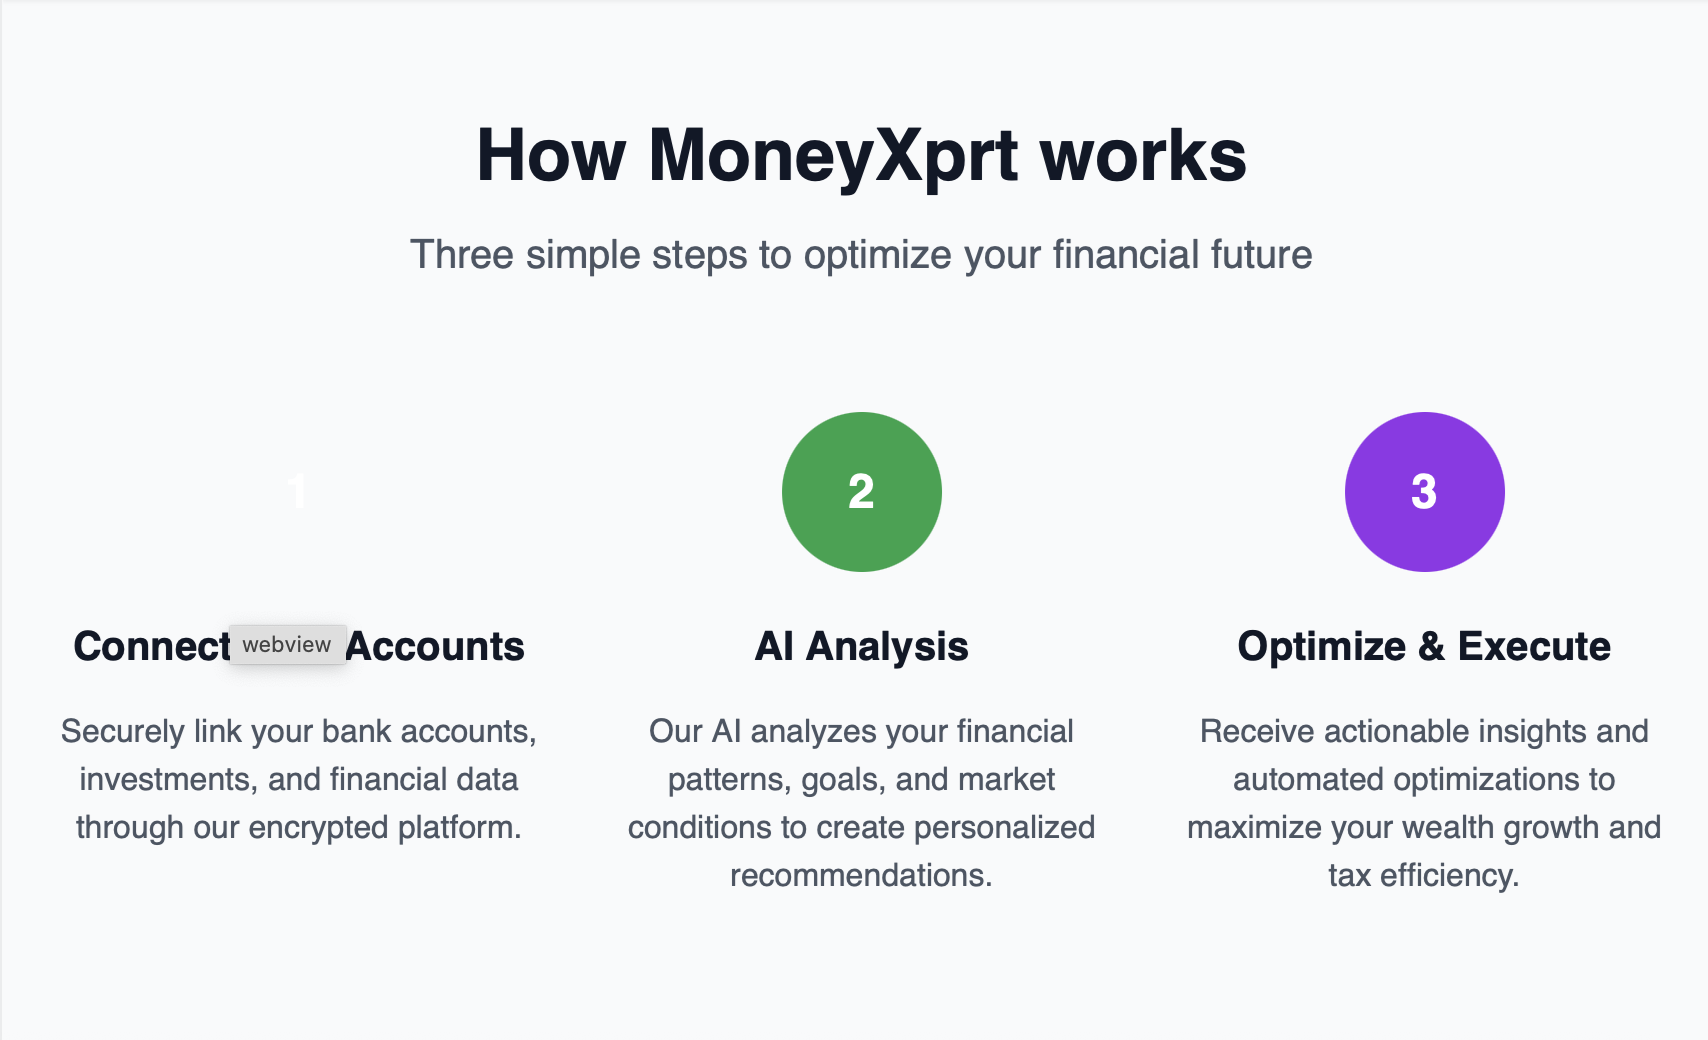 How MoneyXprt works
Three simple steps to optimize your financial future
1
2
3
Connect webview Accounts
AI Analysis
Optimize & Execute
Securely link your bank accounts,
investments, and financial data
through our encrypted platform.
Our AI analyzes your financial
patterns, goals, and market
conditions to create personalized
recommendations.
Receive actionable insights and
automated optimizations to
maximize your wealth growth and
tax efficiency.